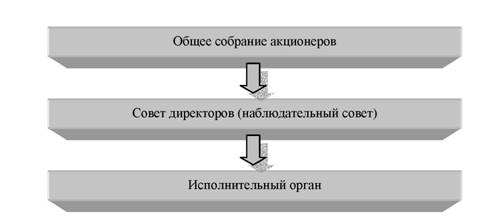 Общее собрание акционеров
Совет директоров (наблюдательный совет)
Исполнительный орган